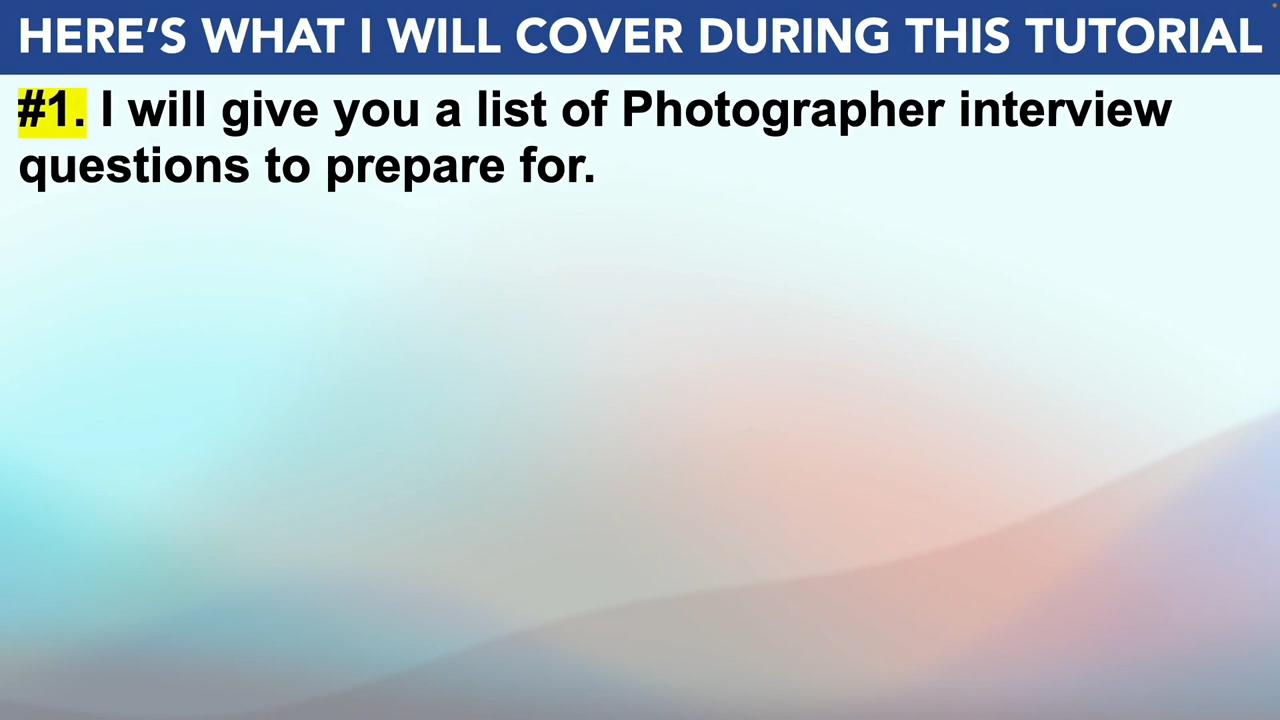 HERE’S WHAT I WILL COVER DURING THIS TUTORIAL
#1. I will give you a list of Photographer interview
questions to prepare for.